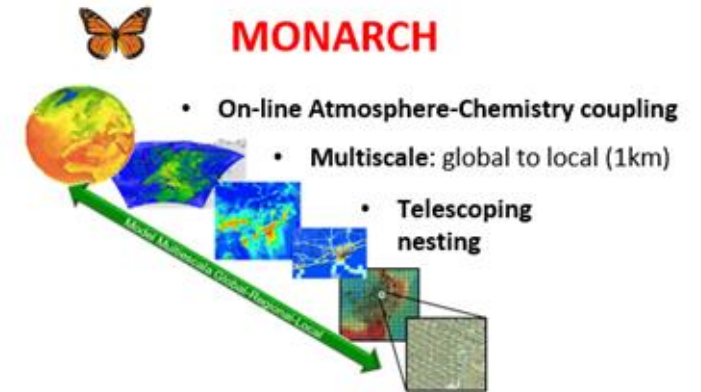 MONARCH
• On-line Atmosphere-Chemistry coupling
• Multiscale: global to local (1km)
• Telescoping
nesting
Model Multiescala Global-Regional-Local